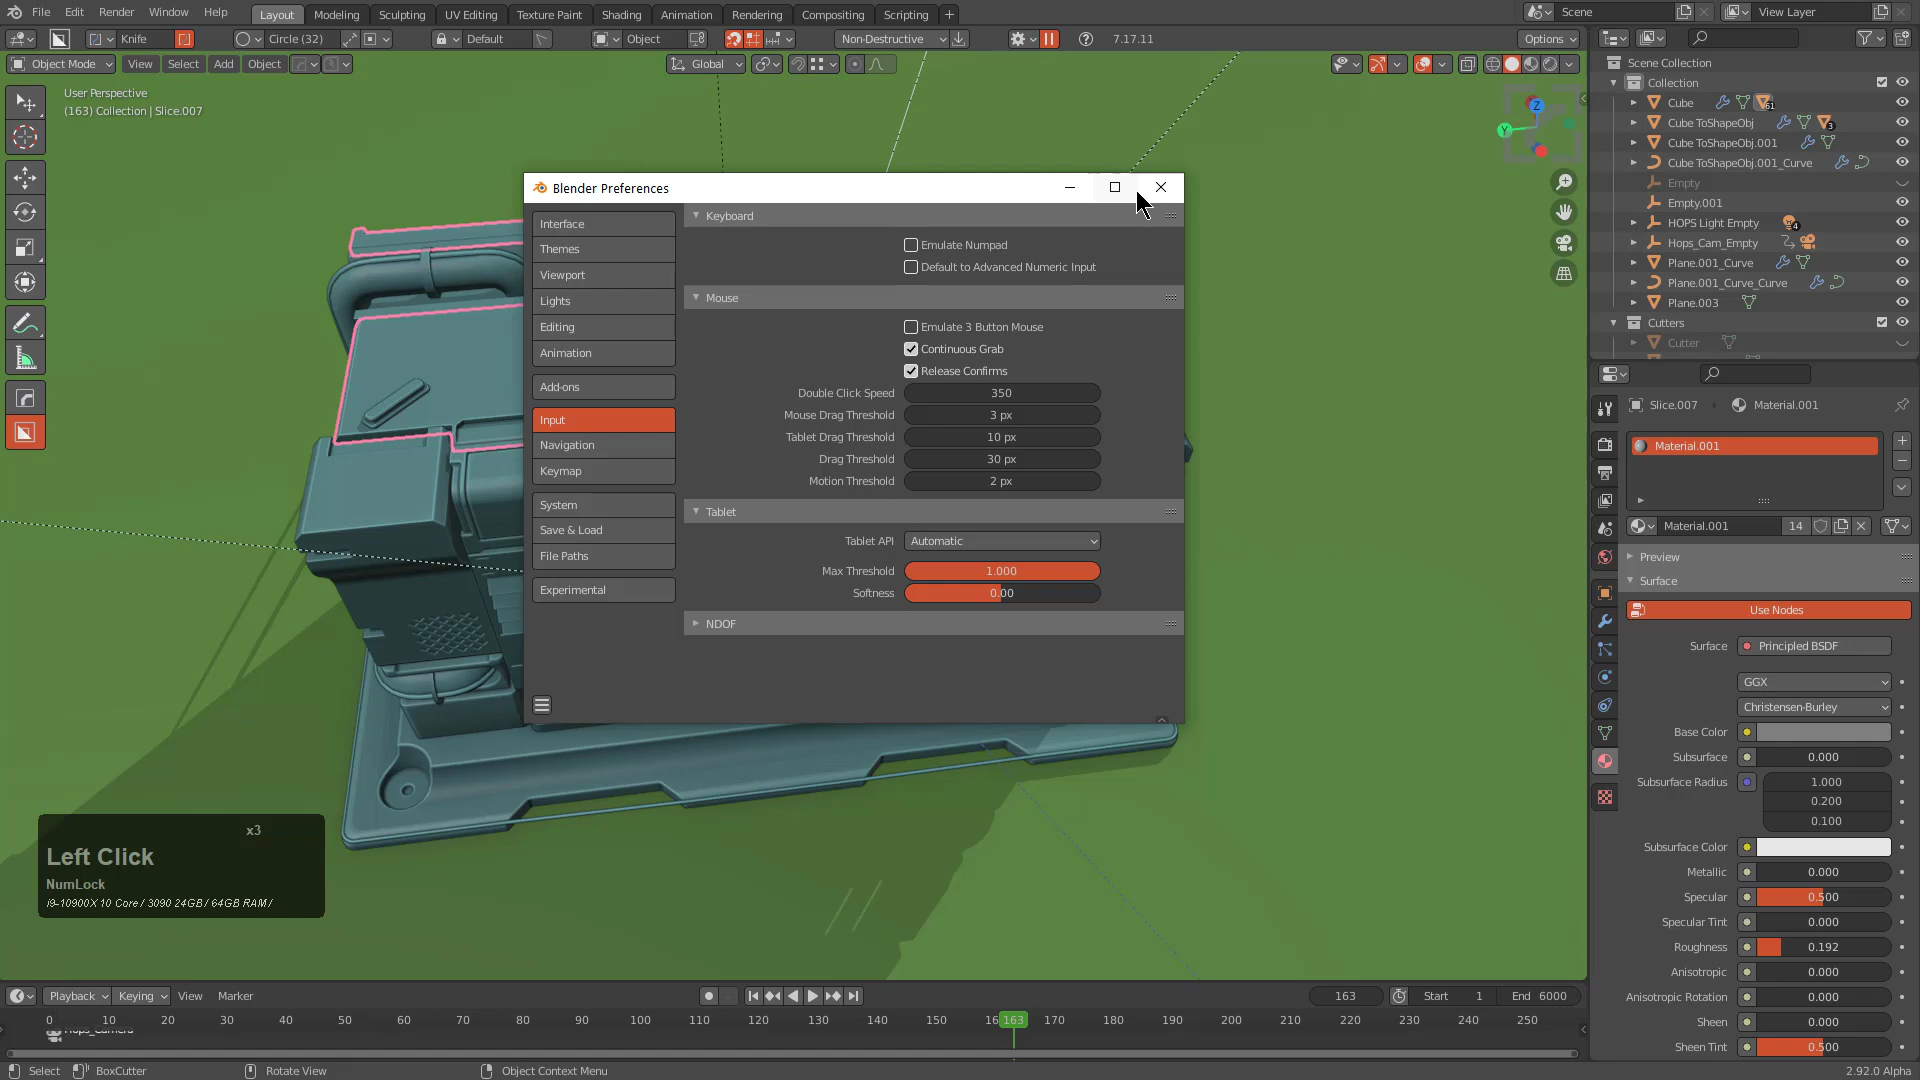 File Edit Render Window Help Layout Modeling Sculpting UV Editing Texture Paint Shading Animation Rendering Compositing Scripting + Scene View Layer
Knife Circle (32) Default Object Non-Destructive 7.17.11 Options
Object Mode View Select Add Object Global
User Perspective
(163) Collection | Slice.007
Z
Y
Scene Collection
Collection
Cube 61
Cube ToShapeObj 3
Cube ToShapeObj.001
Cube ToShapeObj.001_Curve
Empty
Empty.001
HOPS Light Empty 4
Hops_Cam_Empty
Plane.001_Curve
Plane.001_Curve_Curve
Plane.003
Cutters
Cutter
Blender Preferences
Interface
Themes
Viewport
Lights
Editing
Animation
Add-ons
Input
Navigation
Keymap
System
Save & Load
File Paths
Experimental
Keyboard
Emulate Numpad
Default to Advanced Numeric Input
Mouse
Emulate 3 Button Mouse
Continuous Grab
Release Confirms
Double Click Speed 350
Mouse Drag Threshold 3 px
Tablet Drag Threshold 10 px
Drag Threshold 30 px
Motion Threshold 2 px
Tablet
Tablet API Automatic
Max Threshold 1.000
Softness 0.00
NDOF
Slice.007 Material.001
Material.001
Material.001 14
Preview
Surface
Use Nodes
Surface Principled BSDF
GGX
Christensen-Burley
Base Color
Subsurface 0.000
Subsurface Radius 1.000
0.200
0.100
Subsurface Color
Metallic 0.000
Specular 0.500
Specular Tint 0.000
Roughness 0.192
Anisotropic 0.000
Anisotropic Rotation 0.000
Sheen 0.000
Sheen Tint 0.500
x3
Left Click
NumLock
i9-10900X 10 Core / 3090 24GB / 64GB RAM /
Playback Keying View Marker 163 Start 1 End 6000
0 10 20 30 40 50 60 70 80 90 100 110 120 130 140 150 163 170 180 190 200 210 220 230 240 250
Hops_Camera
Select BoxCutter Rotate View Object Context Menu 2.92.0 Alpha